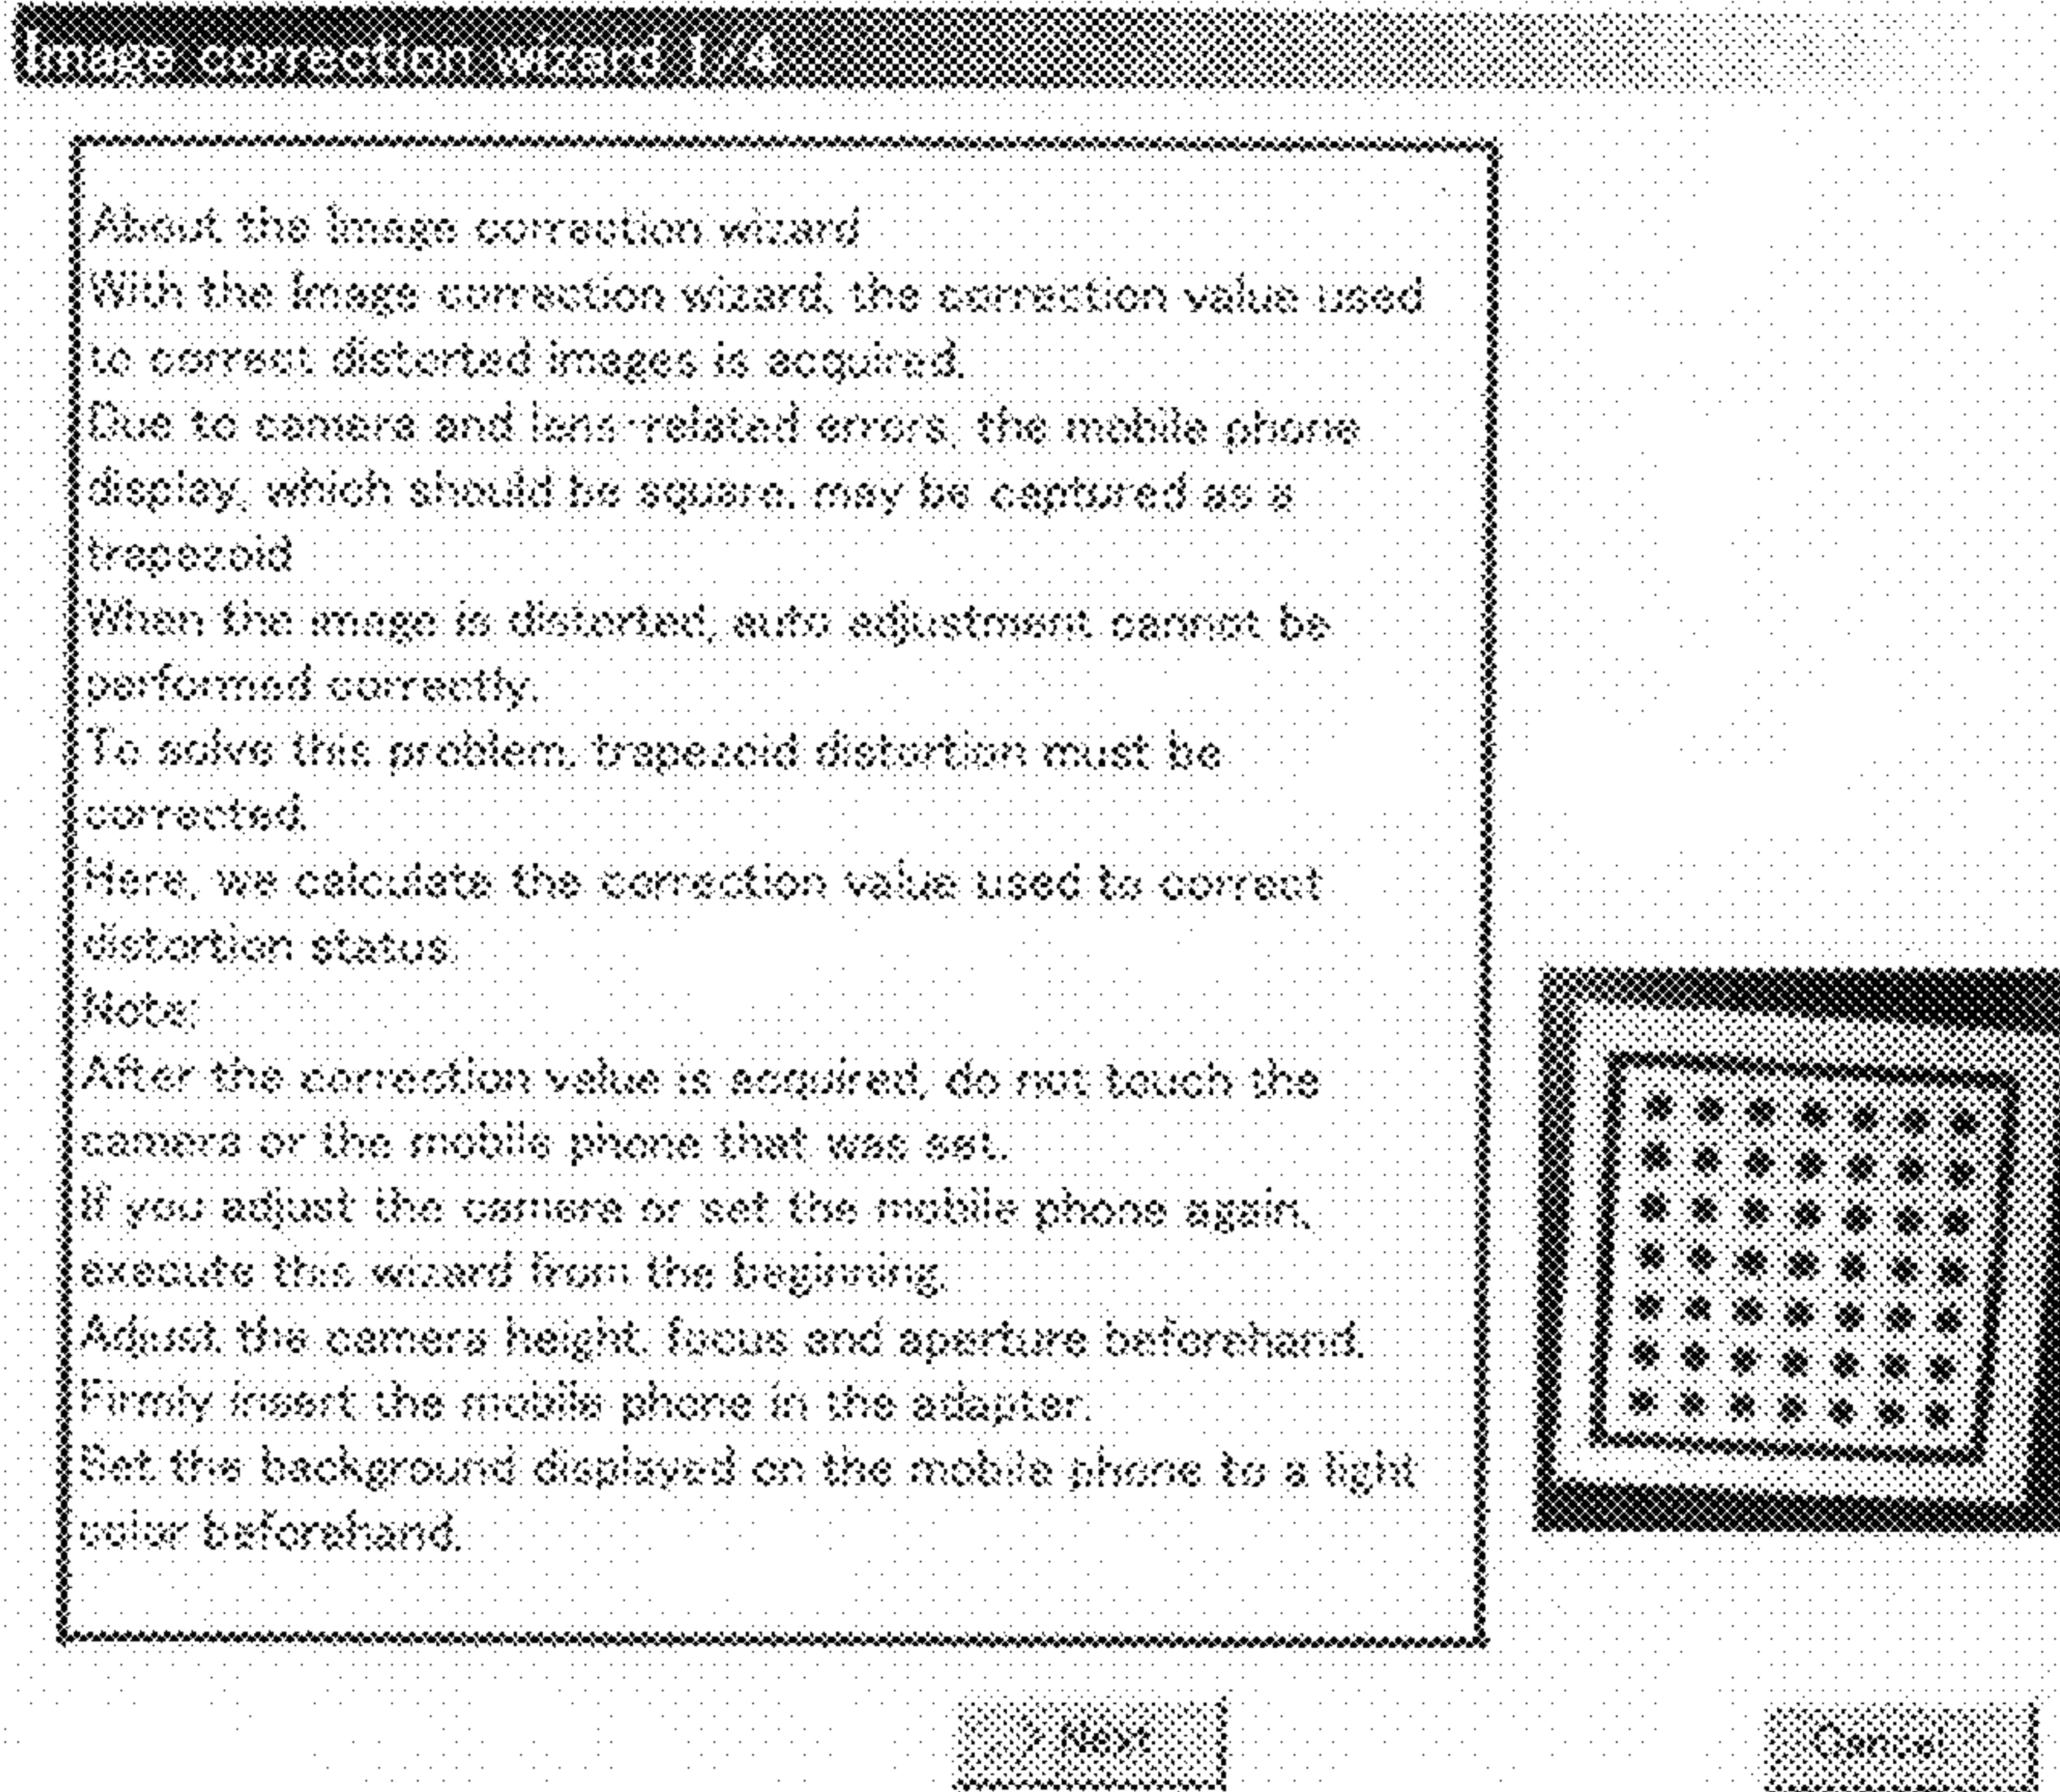 Image correction wizard 1/4
About the Image correction wizard
With the Image correction wizard, the correction value used
to correct distorted images is acquired.
Due to camera and lens-related errors, the mobile phone
display, which should be square, may be captured as a
trapezoid
When the image is distorted, auto adjustment cannot be
performed correctly.
To solve this problem, trapezoid distortion must be
corrected.
Here, we calculate the correction value used to correct
distortion status.
Note:
After the correction value is acquired, do not touch the
camera or the mobile phone that was set.
If you adjust the camera or set the mobile phone again,
execute this wizard from the beginning.
Adjust the camera height, focus and aperture beforehand.
Firmly insert the mobile phone in the adapter.
Set the background displayed on the mobile phone to a light
color beforehand.
> Next
Cancel